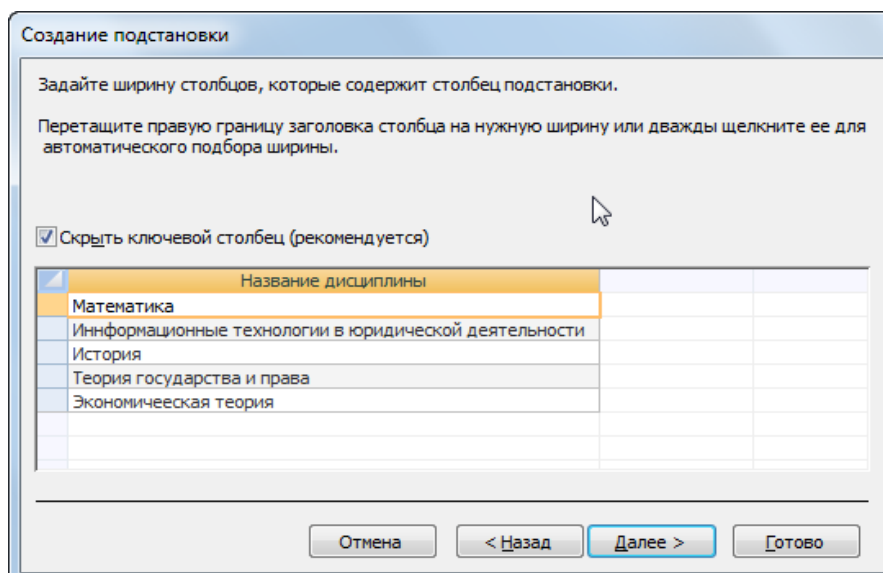 Создание подстановки
Задайте ширину столбцов, которые содержит столбец подстановки.
Перетащите правую границу заголовка столбца на нужную ширину или дважды щелкните ее для
автоматического подбора ширины.
Скрыть ключевой столбец (рекомендуется)
Название дисциплины
Математика
Иннформационные технологии в юридической деятельности
История
Теория государства и права
Экономичееская теория
Отмена < Назад Далее > Готово